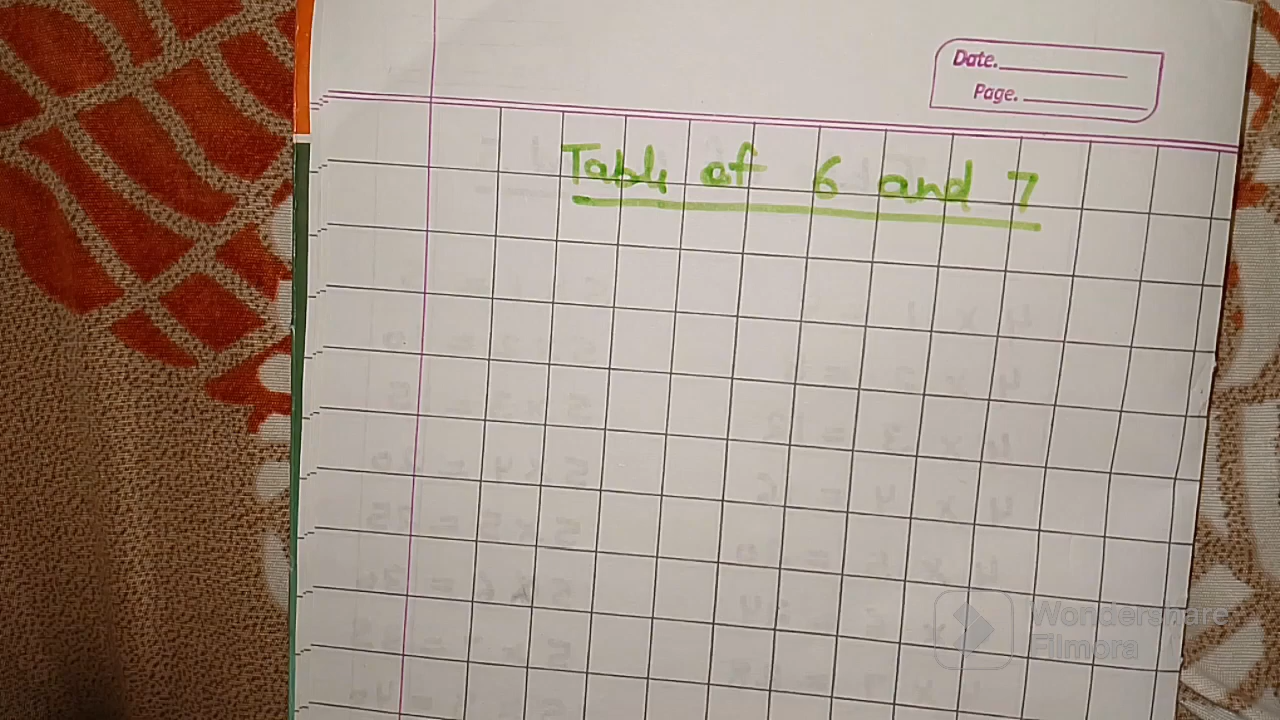 Date.
Page.
Table of 6 and 7
Wondershare
Filmora